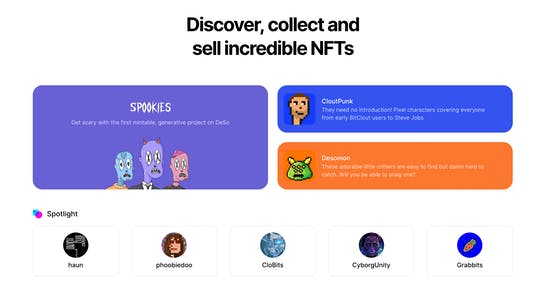 Discover, collect and
sell incredible NFTs
SPOOKIES
Get scary with the first mintable, generative project on DeSo
CloutPunk
They need no introduction! Pixel characters covering everyone
from early BitClout users to Steve Jobs
Desomon
These adorable little critters are easy to find but damn hard to
catch. Will you be able to snag one?
Spotlight
haun
phoobiedoo
CloBits
CyborgUnity
Grabbits